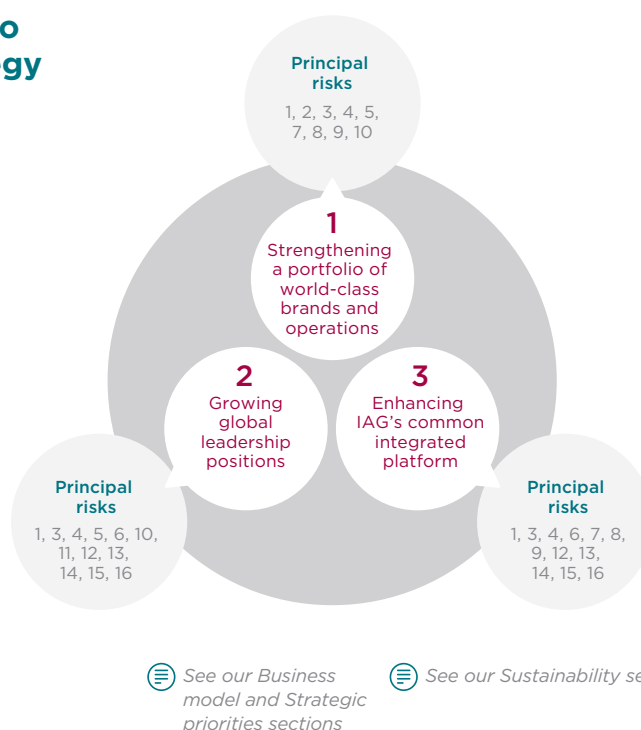 o
gy
Principal
risks
1, 2, 3, 4, 5,
7, 8, 9, 10
1
Strengthening
a portfolio of
world-class
brands and
operations
2
Growing
global
leadership
positions
3
Enhancing
IAG's common
integrated
platform
Principal
risks
1, 3, 4, 5, 6, 10,
11, 12, 13,
14, 15, 16
Principal
risks
1, 3, 4, 6, 7, 8,
9, 12, 13,
14, 15, 16
See our Business
model and Strategic
priorities sections
See our Sustainability se